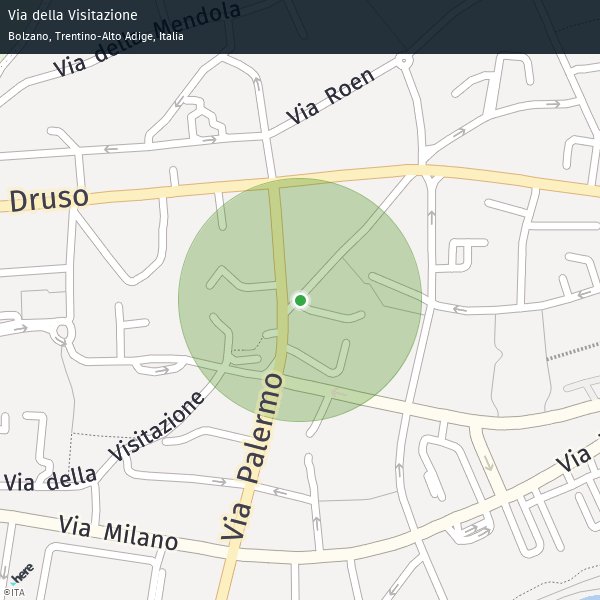 Via della Visitazione
Bolzano, Trentino-Alto Adige, Italia
Via della Mendola
Via Roen
Druso
Via Palermo
Via della Visitazione
Via Milano
Via
here
©ITA